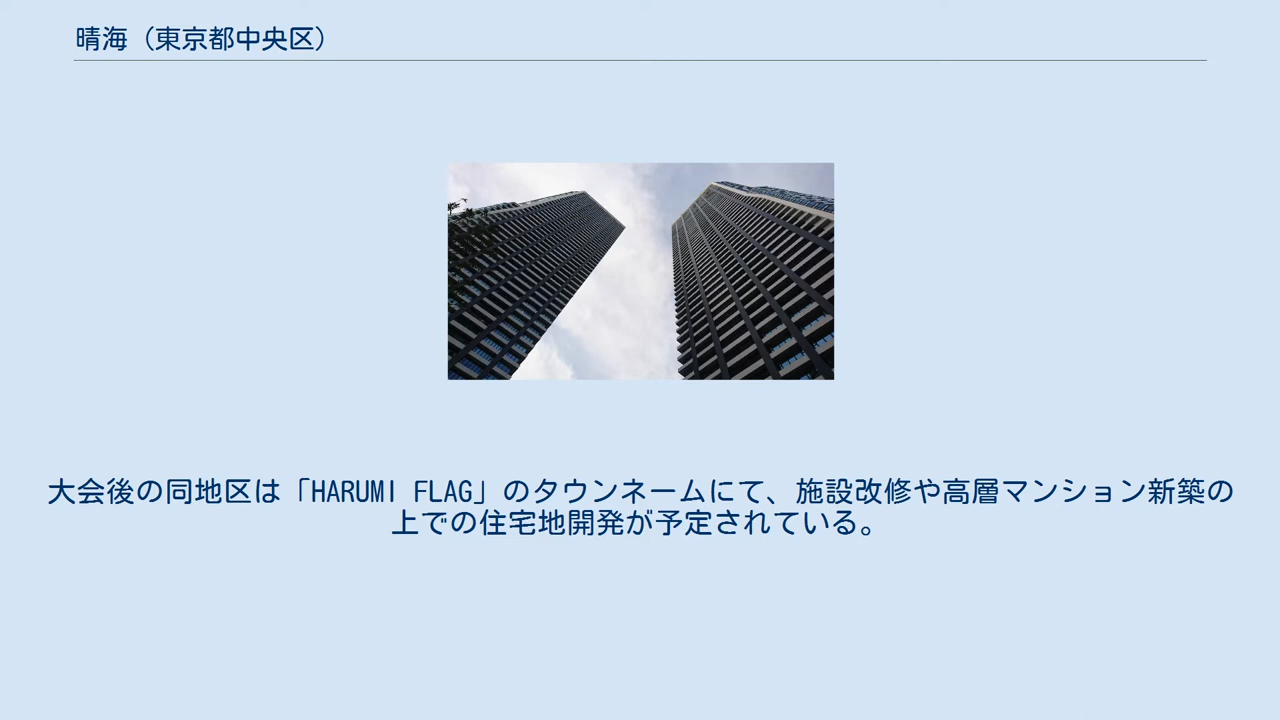 晴海（東京都中央区）
大会後の同地区は「HARUMI FLAG」のタウンネームにて、施設改修や高層マンション新築の
上での住宅地開発が予定されている。